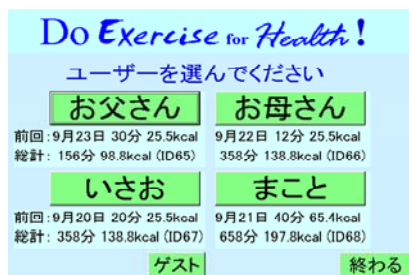 Do Exercise for Health!
ユーザーを選んでください
お父さん お母さん
前回:9月23日 30分 25.5kcal 9月22日 12分 25.5kcal
総計: 156分 98.8kcal (ID65) 358分 138.8kcal (ID66)
いさお まこと
前回:9月20日 20分 25.5kcal 9月21日 40分 65.4kcal
総計: 358分 138.8kcal (ID67) 658分 197.8kcal (ID68)
ゲスト 終わる